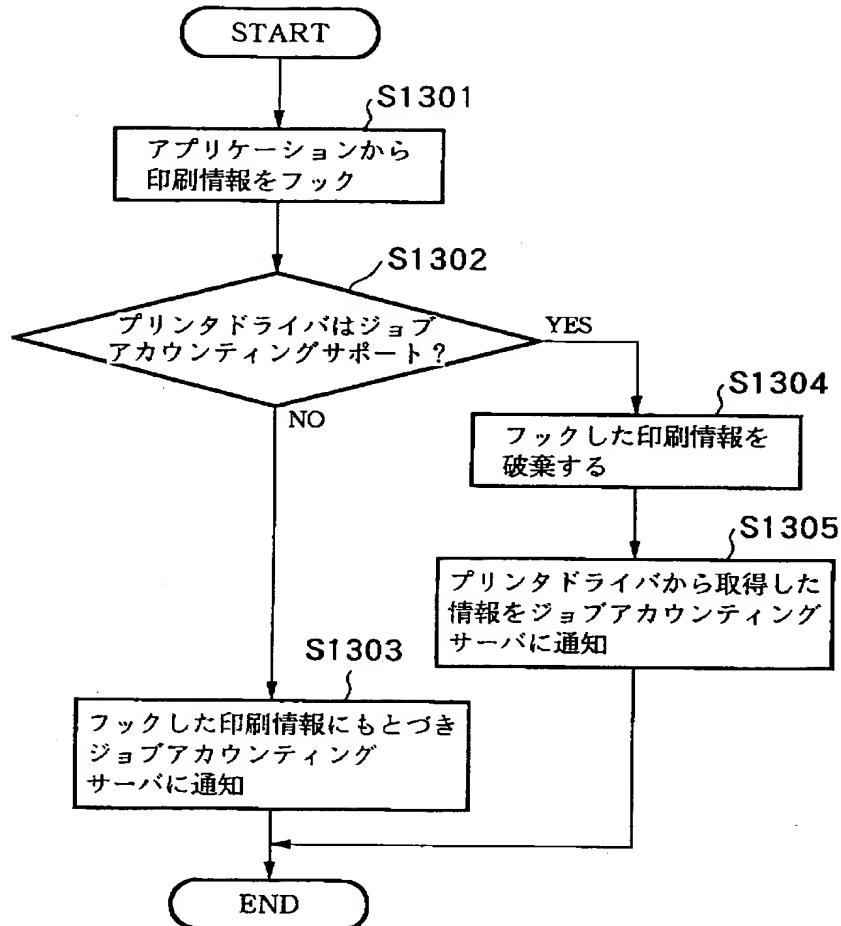 START
S1301
アプリケーションから
印刷情報をフック
S1302
プリンタドライバはジョブ
アカウンティングサポート?
YES
NO
S1304
フックした印刷情報を
破棄する
S1305
プリンタドライバから取得した
情報をジョブアカウンティング
サーバに通知
S1303
フックした印刷情報にもとづき
ジョブアカウンティング
サーバに通知
END